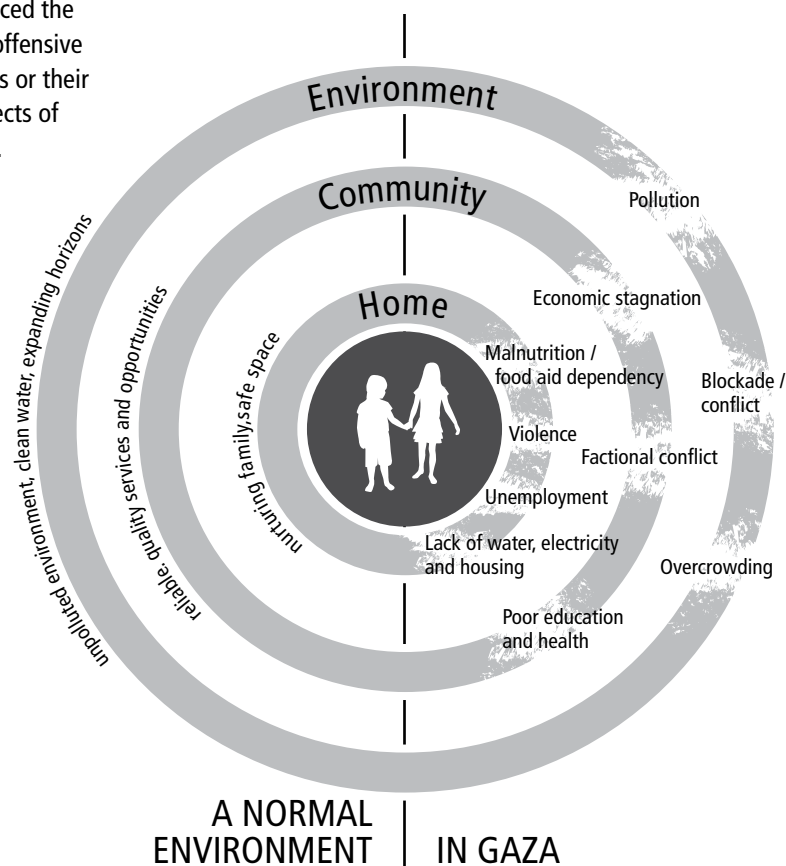 ced the
offensive
s or their
ects of
.
Environment
Community
Home
unpolluted environment, clean water, expanding horizons
reliable, quality services and opportunities
nurturing family,safe space
Pollution
Economic stagnation
Malnutrition /
food aid dependency
Blockade /
conflict
Violence
Factional conflict
Unemployment
Lack of water, electricity
and housing
Overcrowding
Poor education
and health
A NORMAL
ENVIRONMENT
IN GAZA